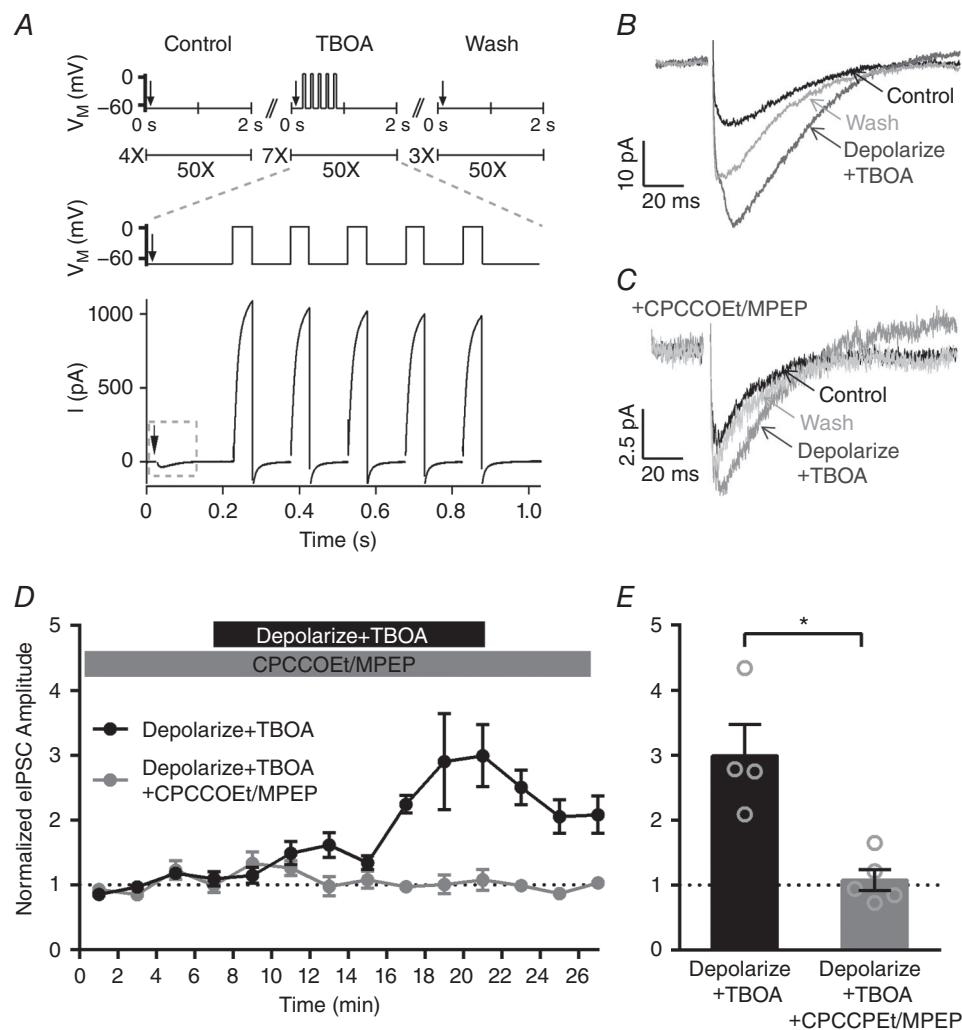 A
Control TBOA Wash
V_M (mV)
0
−60
0 s 2 s 0 s 2 s 0 s 2 s
4X 50X 7X 50X 3X 50X
V_M (mV)
0
−60
I (pA)
1000
500
0
0 0.2 0.4 0.6 0.8 1.0
Time (s)
B
Control
Wash
Depolarize
+TBOA
10 pA
20 ms
C
+CPCCOEt/MPEP
Control
Wash
Depolarize
+TBOA
2.5 pA
20 ms
D
Depolarize+TBOA
CPCCOEt/MPEP
Depolarize+TBOA
Depolarize+TBOA
+CPCCOEt/MPEP
Normalized eIPSC Amplitude
5
4
3
2
1
0
0 2 4 6 8 10 12 14 16 18 20 22 24 26
Time (min)
E
*
5
4
3
2
1
0
Depolarize
+TBOA
Depolarize
+TBOA
+CPCCPEt/MPEP